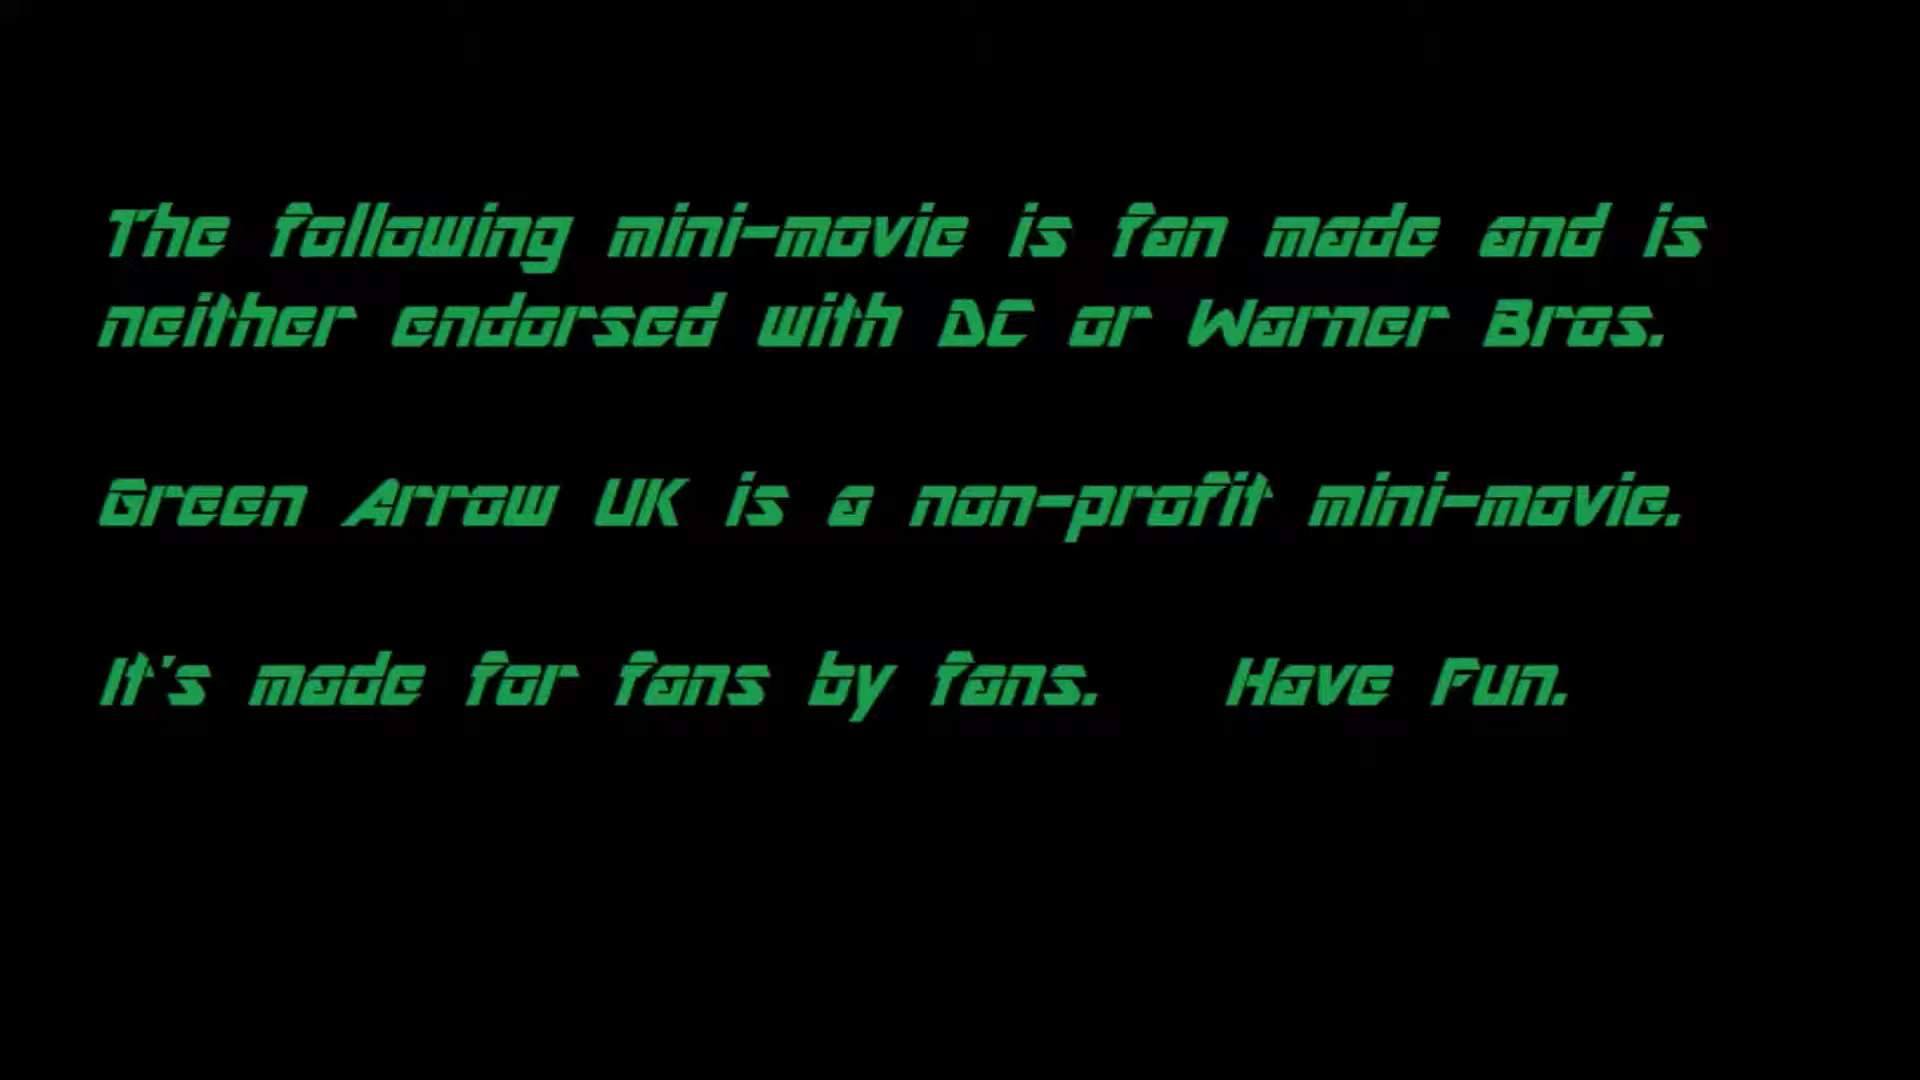 The following mini-movie is fan made and is
neither endorsed with DC or Warner Bros.
Green Arrow UK is a non-profit mini-movie.
It's made for fans by fans. Have Fun.